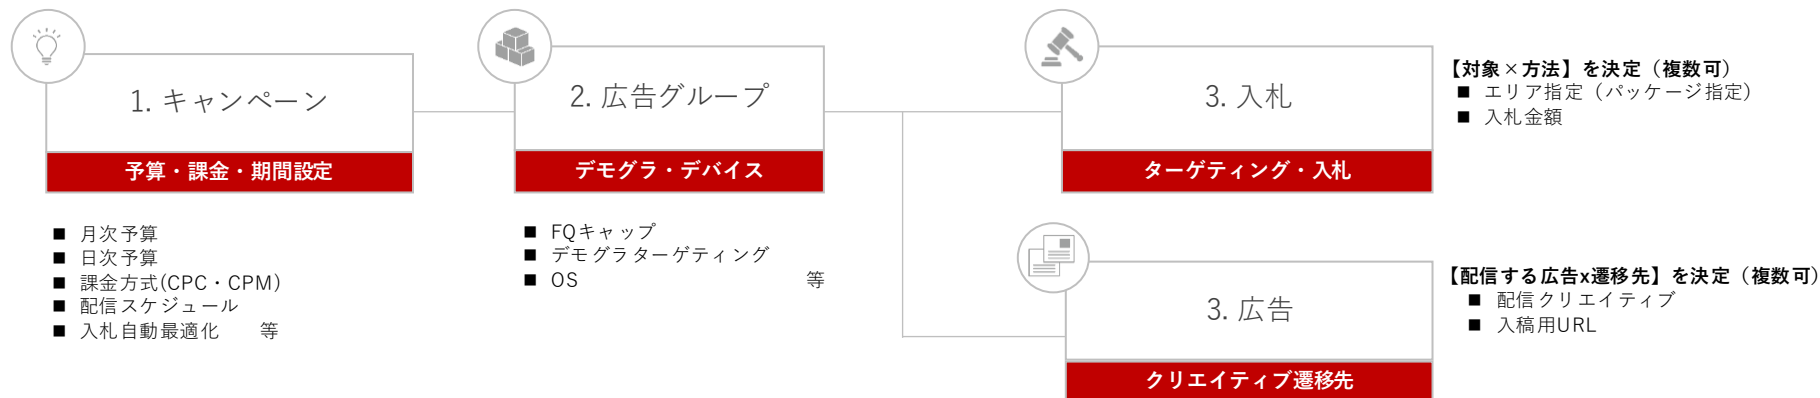 1. キャンペーン
予算・課金・期間設定
■ 月次予算
■ 日次予算
■ 課金方式(CPC・CPM)
■ 配信スケジュール
■ 入札自動最適化　等
2. 広告グループ
デモグラ・デバイス
■ FQキャップ
■ デモグラターゲティング
■ OS　等
3. 入札
ターゲティング・入札
【対象×方法】を決定（複数可）
■ エリア指定（パッケージ指定）
■ 入札金額
3. 広告
クリエイティブ遷移先
【配信する広告x遷移先】を決定（複数可）
■ 配信クリエイティブ
■ 入稿用URL